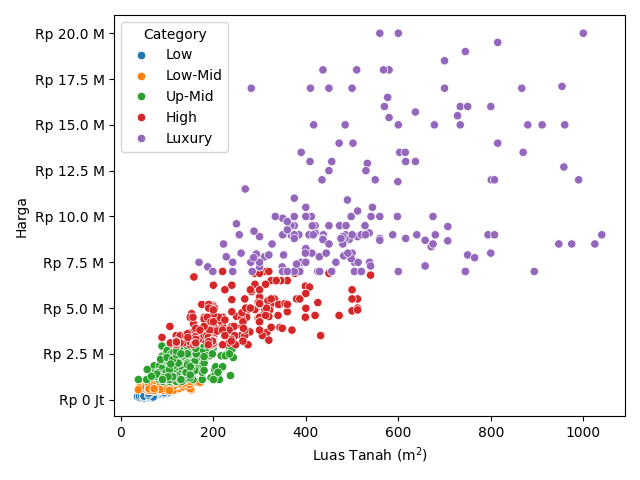 Category
Low
Low-Mid
Up-Mid
High
Luxury
Rp 20.0 M
Rp 17.5 M
Rp 15.0 M
Rp 12.5 M
Rp 10.0 M
Rp 7.5 M
Rp 5.0 M
Rp 2.5 M
Rp 0 Jt
Harga
0 200 400 600 800 1000
Luas Tanah (m²)